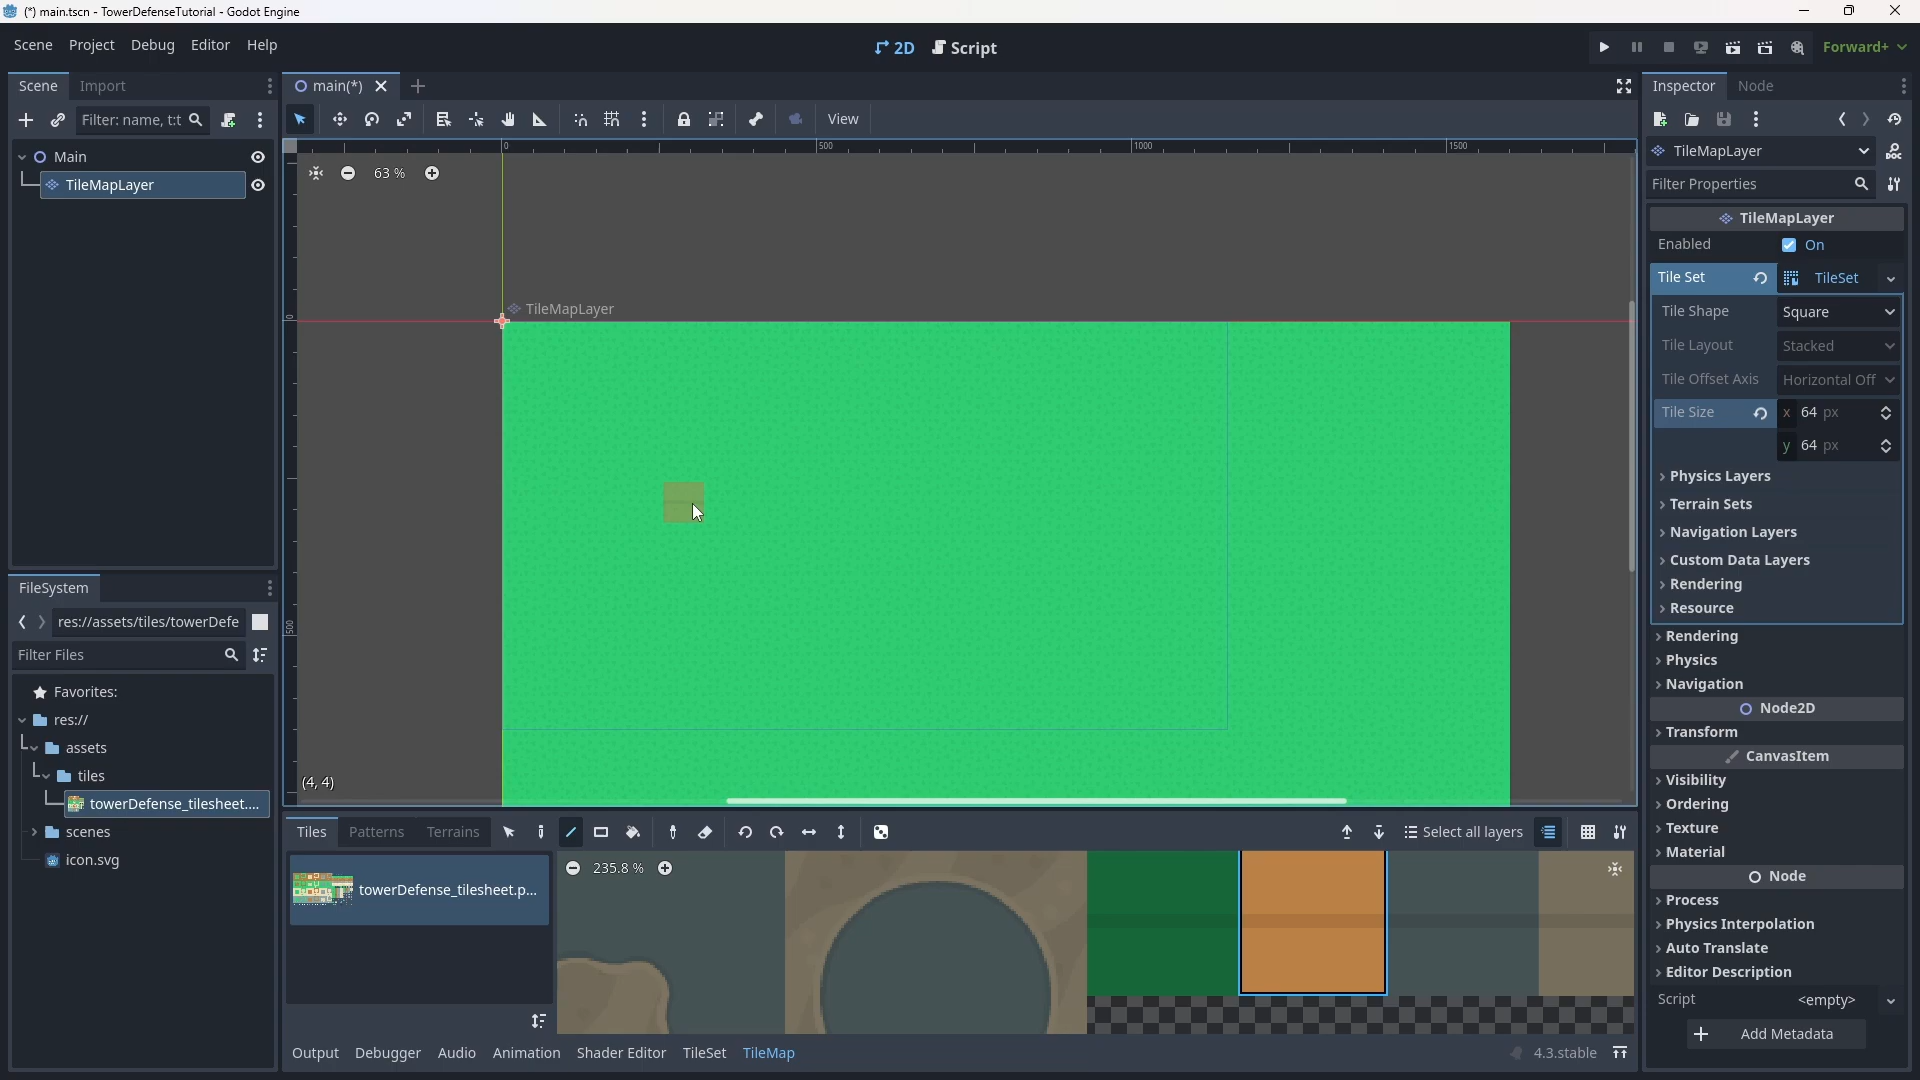 (*) main.tscn - TowerDefenseTutorial - Godot Engine
Scene Project Debug Editor Help
2D Script
Forward+
Scene Import
main(*)
Inspector Node
Filter: name, t:t
View
TileMapLayer
Filter Properties
Main
TileMapLayer
0 500 1000 1500
63 %
TileMapLayer
0
500
(4, 4)
TileMapLayer
Enabled On
Tile Set TileSet
Tile Shape Square
Tile Layout Stacked
Tile Offset Axis Horizontal Off
Tile Size x 64 px
y 64 px
Physics Layers
Terrain Sets
Navigation Layers
Custom Data Layers
Rendering
Resource
Rendering
Physics
Navigation
Node2D
Transform
CanvasItem
Visibility
Ordering
Texture
Material
Node
Process
Physics Interpolation
Auto Translate
Editor Description
Script <empty>
Add Metadata
FileSystem
res://assets/tiles/towerDefe
Filter Files
Favorites:
res://
assets
tiles
towerDefense_tilesheet....
scenes
icon.svg
Tiles Patterns Terrains
Select all layers
towerDefense_tilesheet.p...
235.8 %
Output Debugger Audio Animation Shader Editor TileSet TileMap
4.3.stable